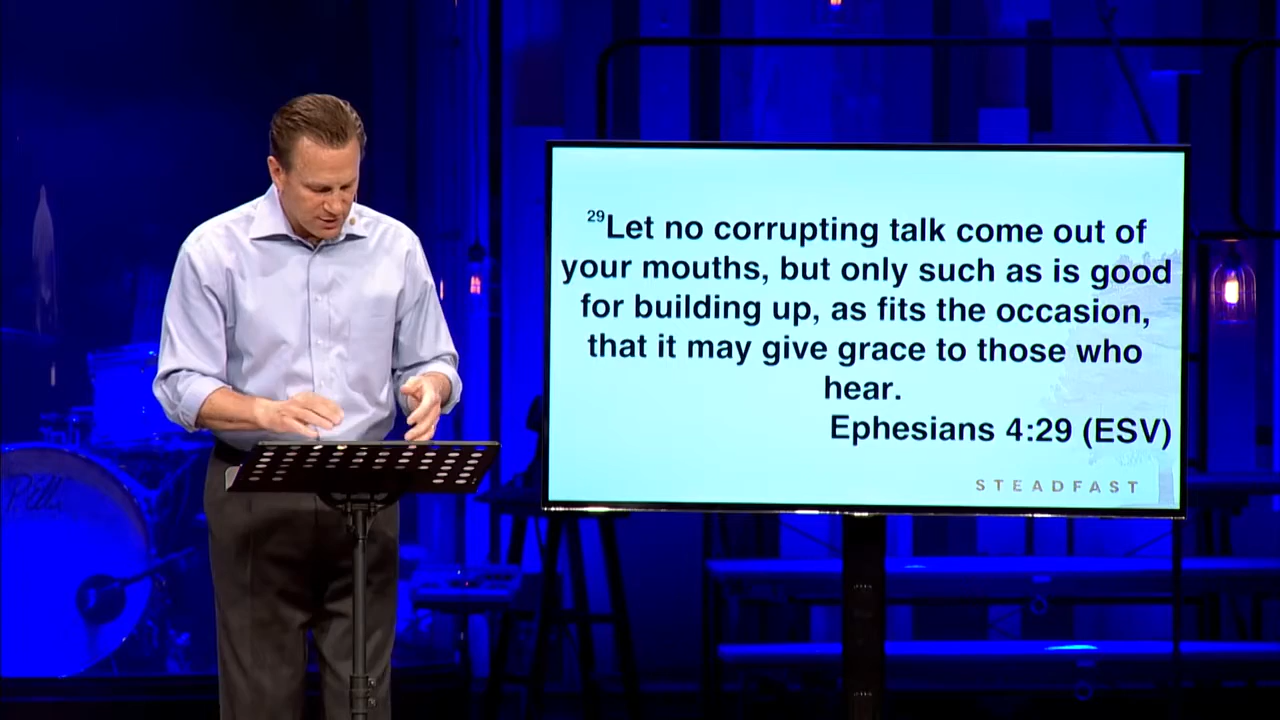 29Let no corrupting talk come out of
your mouths, but only such as is good
for building up, as fits the occasion,
that it may give grace to those who
hear.
Ephesians 4:29 (ESV)
STEADFAST